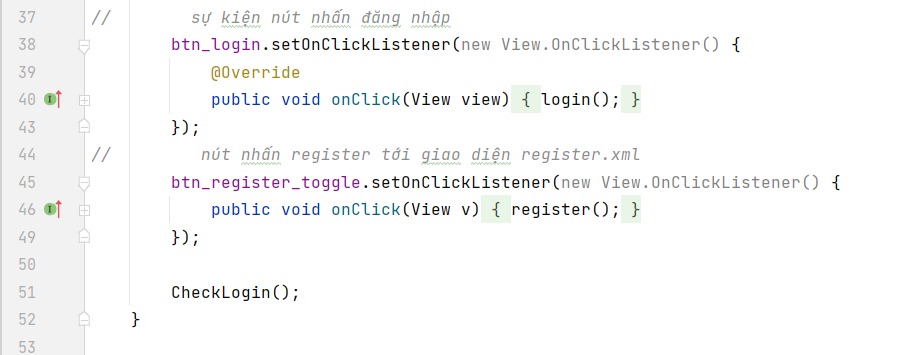 37 // sự kiện nút nhấn đăng nhập
38 btn_login.setOnClickListener(new View.OnClickListener() {
39 @Override
40 public void onClick(View view) { login(); }
43 });
44 // nút nhấn register tới giao diện register.xml
45 btn_register_toggle.setOnClickListener(new View.OnClickListener() {
46 public void onClick(View v) { register(); }
49 });
50
51 CheckLogin();
52 }
53